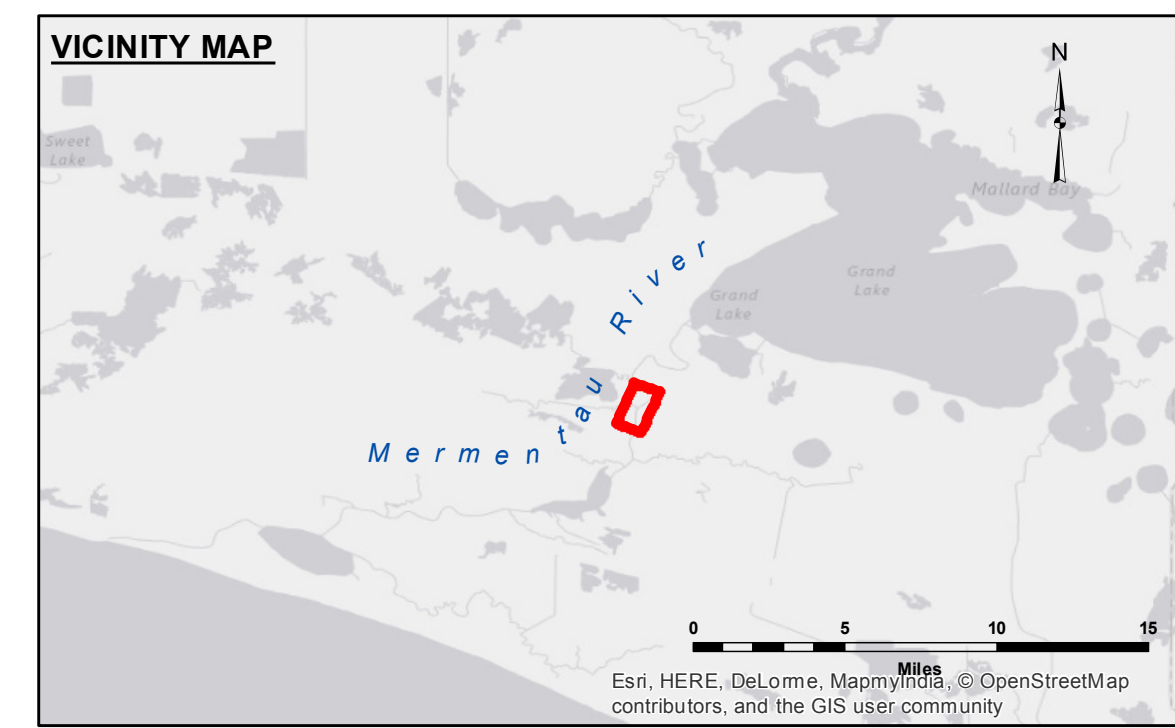 VICINITY MAP
N
Sweet
Lake
Mallard Bay
Grand
Lake
Grand
Lake
Mermentau River
0 5 10 15
Miles
Esri, HERE, DeLorme, MapmyIndia, © OpenStreetMap
contributors, and the GIS user community